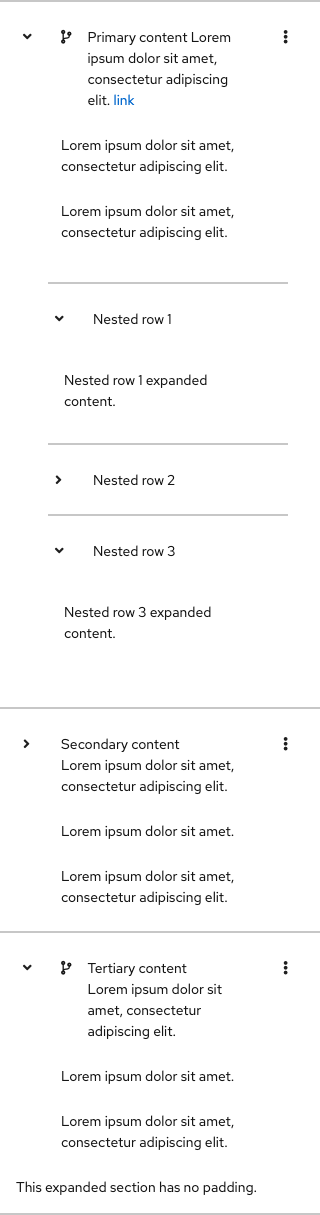 Primary content Lorem
ipsum dolor sit amet,
consectetur adipiscing
elit. link
Lorem ipsum dolor sit amet,
consectetur adipiscing elit.
Lorem ipsum dolor sit amet,
consectetur adipiscing elit.
Nested row 1
Nested row 1 expanded
content.
Nested row 2
Nested row 3
Nested row 3 expanded
content.
Secondary content
Lorem ipsum dolor sit amet,
consectetur adipiscing elit.
Lorem ipsum dolor sit amet.
Lorem ipsum dolor sit amet,
consectetur adipiscing elit.
Tertiary content
Lorem ipsum dolor sit
amet, consectetur
adipiscing elit.
Lorem ipsum dolor sit amet.
Lorem ipsum dolor sit amet,
consectetur adipiscing elit.
This expanded section has no padding.